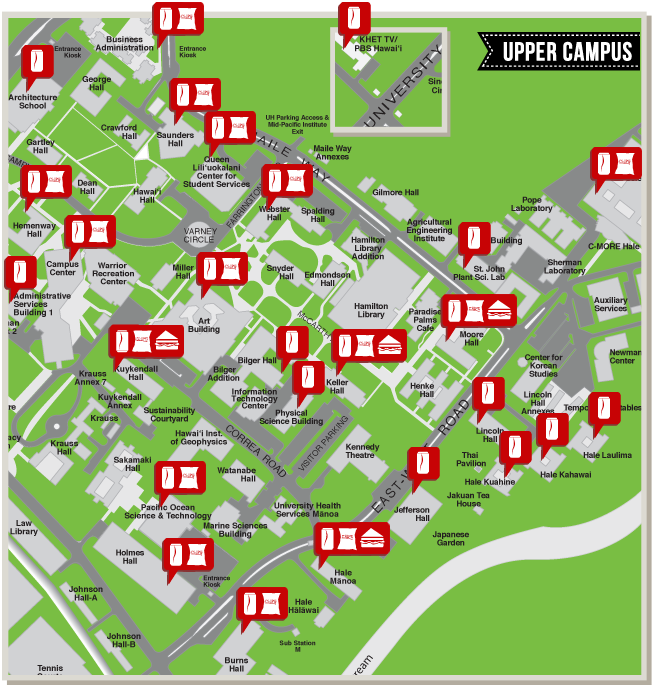 UPPER CAMPUS
KHET TV/
PBS Hawai'i
UNIVERSITY
Business
Administration
Entrance
Kiosk
Entrance
Kiosk
George
Hall
Architecture
School
Crawford
Hall
Saunders
Hall
UH Parking Access &
Mid-Pacific Institute
Exit
MAILE WAY
Maile Way
Annexes
Gartley
Hall
Queen
Lili'uokalani
Center for
Student Services
Dean
Hall
Hawai'i
Hall
FARRINGTON
Webster
Hall
Spalding
Hall
Gilmore Hall
Pope
Laboratory
Hemenway
Hall
VARNEY
CIRCLE
Agricultural
Engineering
Institute
Building
C-MORE Hale
Hamilton
Library
Addition
Campus
Center
Warrior
Recreation
Center
Miller
Hall
Snyder
Hall
Edmondson
Hall
St. John
Plant Sci. Lab
Sherman
Laboratory
Administrative
Services
Building 1
Auxiliary
Services
Hamilton
Library
Paradise
Palms
Cafe
Moore
Hall
Art
Building
McCARTHY
Kuykendall
Hall
Bilger Hall
Bilger
Addition
Keller
Hall
Center for
Korean
Studies
Newman
Center
Krauss
Annex 7
Information
Technology
Center
Henke
Hall
Kuykendall
Annex
Lincoln
Hall
Annexes
Sustainability
Courtyard
Physical
Science Building
Krauss
Hawai'i Inst.
of Geophysics
CORREA ROAD
VISITOR PARKING
EAST-WEST ROAD
Lincoln
Hall
Krauss
Hall
Kennedy
Theatre
Thai
Pavilion
Hale Laulima
Sakamaki
Hall
Watanabe
Hall
Hale Kahawai
Hale Kuahine
Jakuan Tea
House
Pacific Ocean
Science & Technology
University Health
Services Mānoa
Jefferson
Hall
Law
Library
Marine Sciences
Building
Japanese
Garden
Holmes
Hall
Entrance
Kiosk
Hale
Mānoa
Johnson
Hall-A
Hale
Hālāwai
Johnson
Hall-B
Sub Station
M
Burns
Hall
Tennis